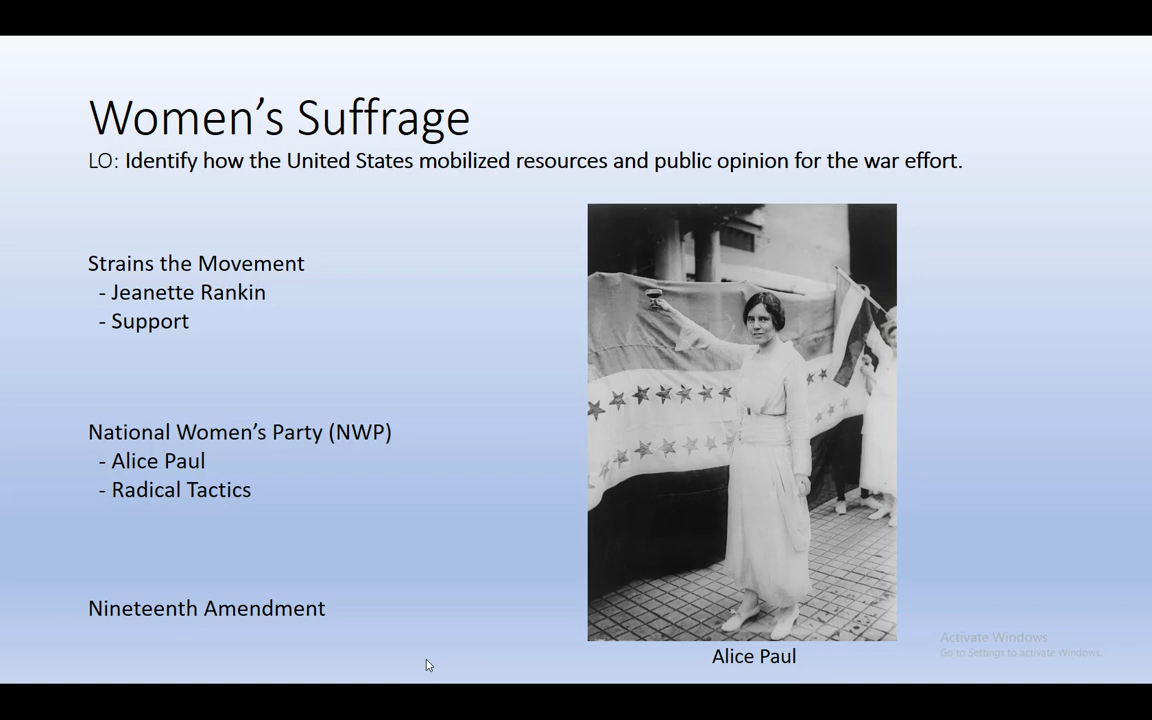 Women's Suffrage
LO: Identify how the United States mobilized resources and public opinion for the war effort.
Strains the Movement
- Jeanette Rankin
- Support
National Women's Party (NWP)
- Alice Paul
- Radical Tactics
Nineteenth Amendment
Alice Paul
Activate Windows
Go to Settings to activate Windows.